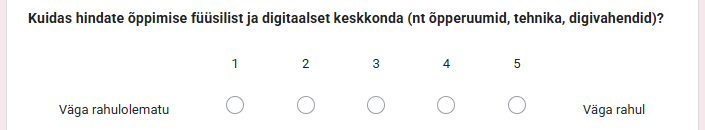 Kuidas hindate õppimise füüsilist ja digitaalset keskkonda (nt õpperuumid, tehnika, digivahendid)?
1 2 3 4 5
Väga rahulolematu Väga rahul